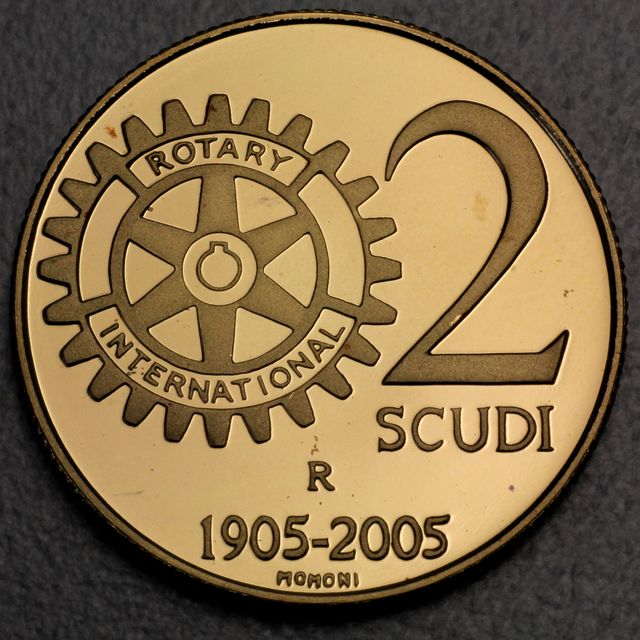 ROTARY
INTERNATIONAL
2
SCUDI
R
1905-2005
MOMONI